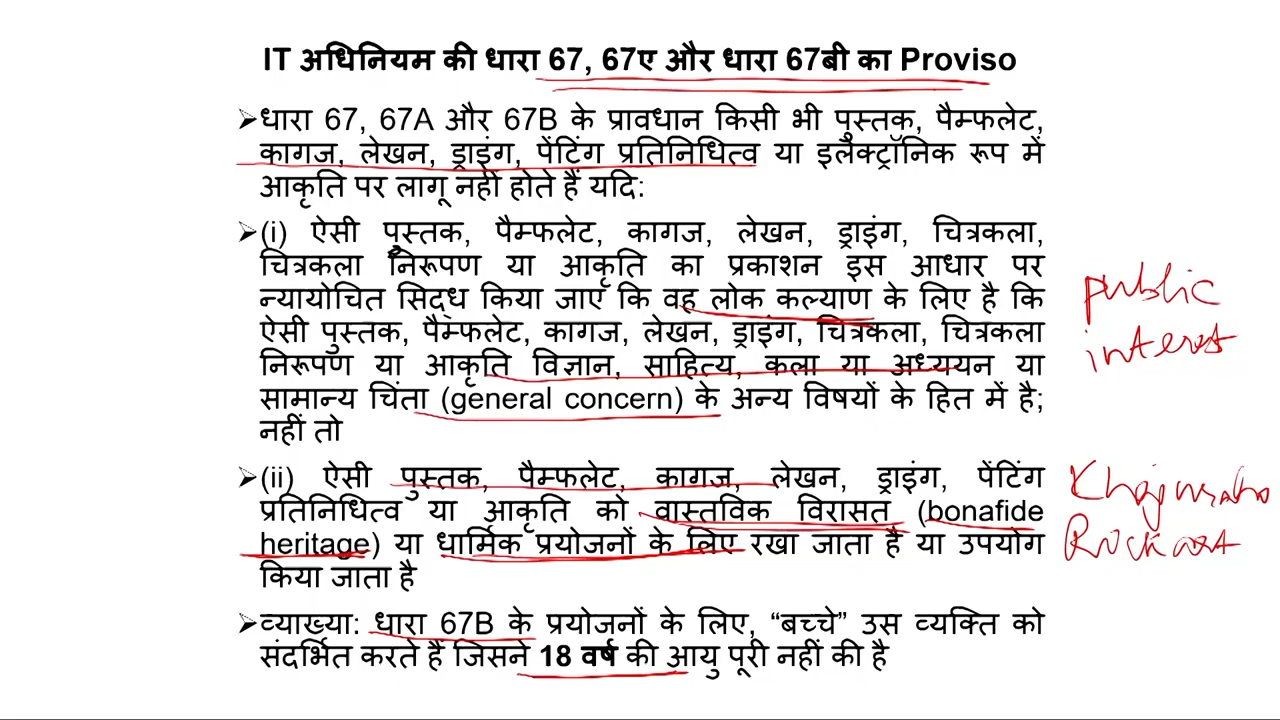 IT अधिनियम की धारा 67, 67ए और धारा 67बी का Proviso
➢धारा 67, 67A और 67B के प्रावधान किसी भी पुस्तक, पैम्फलेट,
कागज, लेखन, ड्राइंग, पेंटिंग प्रतिनिधित्व या इलेक्ट्रॉनिक रूप में
आकृति पर लागू नहीं होते हैं यदि:
➢(i) ऐसी पुस्तक, पैम्फलेट, कागज, लेखन, ड्राइंग, चित्रकला,
चित्रकला निरूपण या आकृति का प्रकाशन इस आधार पर
न्यायोचित सिद्ध किया जाए कि वह लोक कल्याण के लिए है कि
ऐसी पुस्तक, पैम्फलेट, कागज, लेखन, ड्राइंग, चित्रकला, चित्रकला
निरूपण या आकृति विज्ञान, साहित्य, कला या अध्ययन या
सामान्य चिंता (general concern) के अन्य विषयों के हित में है;
नहीं तो
public
interest
➢(ii) ऐसी पुस्तक, पैम्फलेट, कागज, लेखन, ड्राइंग, पेंटिंग
प्रतिनिधित्व या आकृति को वास्तविक विरासत (bonafide
heritage) या धार्मिक प्रयोजनों के लिए रखा जाता है या उपयोग
किया जाता है
Khajuraho
➢व्याख्या: धारा 67B के प्रयोजनों के लिए, “बच्चे” उस व्यक्ति को
संदर्भित करते हैं जिसने 18 वर्ष की आयु पूरी नहीं की है